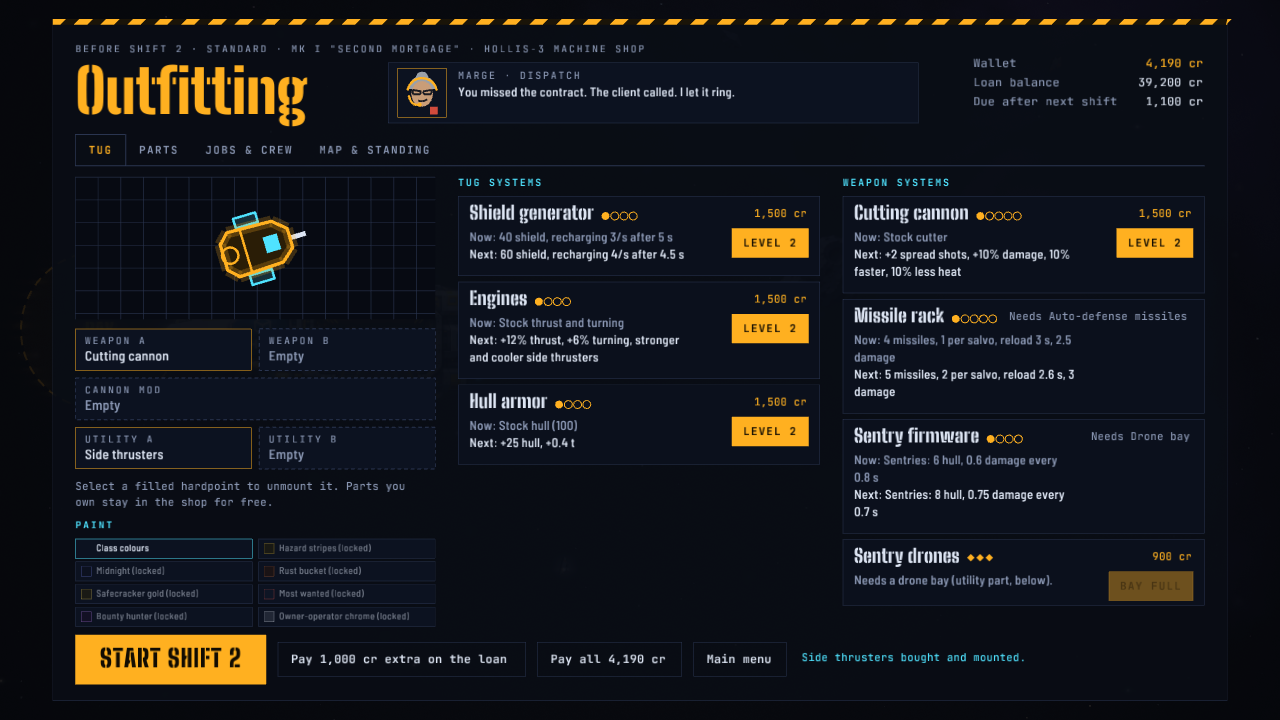 BEFORE SHIFT 2 · STANDARD · MK I "SECOND MORTGAGE" · HOLLIS-3 MACHINE SHOP
Outfitting
MARGE · DISPATCH
You missed the contract. The client called. I let it ring.
Wallet 4,190 cr
Loan balance 39,200 cr
Due after next shift 1,100 cr
TUG PARTS JOBS & CREW MAP & STANDING
WEAPON A
Cutting cannon
WEAPON B
Empty
CANNON MOD
Empty
UTILITY A
Side thrusters
UTILITY B
Empty
Select a filled hardpoint to unmount it. Parts you
own stay in the shop for free.
PAINT
Class colours
Hazard stripes (locked)
Midnight (locked)
Rust bucket (locked)
Safecracker gold (locked)
Most wanted (locked)
Bounty hunter (locked)
Owner-operator chrome (locked)
TUG SYSTEMS
Shield generator 1,500 cr
Now: 40 shield, recharging 3/s after 5 s
Next: 60 shield, recharging 4/s after 4.5 s
LEVEL 2
Engines 1,500 cr
Now: Stock thrust and turning
Next: +12% thrust, +6% turning, stronger
and cooler side thrusters
LEVEL 2
Hull armor 1,500 cr
Now: Stock hull (100)
Next: +25 hull, +0.4 t
LEVEL 2
WEAPON SYSTEMS
Cutting cannon 1,500 cr
Now: Stock cutter
Next: +2 spread shots, +10% damage, 10%
faster, 10% less heat
LEVEL 2
Missile rack Needs Auto-defense missiles
Now: 4 missiles, 1 per salvo, reload 3 s, 2.5
damage
Next: 5 missiles, 2 per salvo, reload 2.6 s, 3
damage
Sentry firmware Needs Drone bay
Now: Sentries: 6 hull, 0.6 damage every
0.8 s
Next: Sentries: 8 hull, 0.75 damage every
0.7 s
Sentry drones 900 cr
Needs a drone bay (utility part, below).
BAY FULL
START SHIFT 2
Pay 1,000 cr extra on the loan
Pay all 4,190 cr
Main menu
Side thrusters bought and mounted.